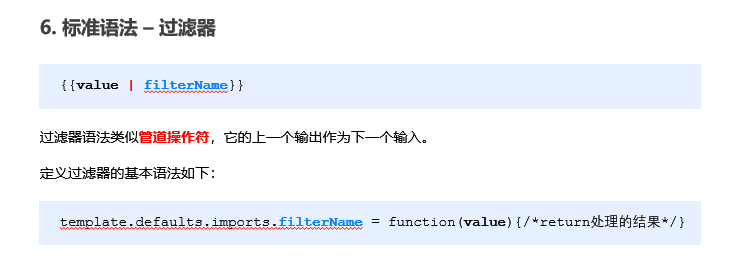 6. 标准语法 – 过滤器
{{value | filterName}}
过滤器语法类似管道操作符，它的上一个输出作为下一个输入。
定义过滤器的基本语法如下：
template.defaults.imports.filterName = function(value){/*return处理的结果*/}